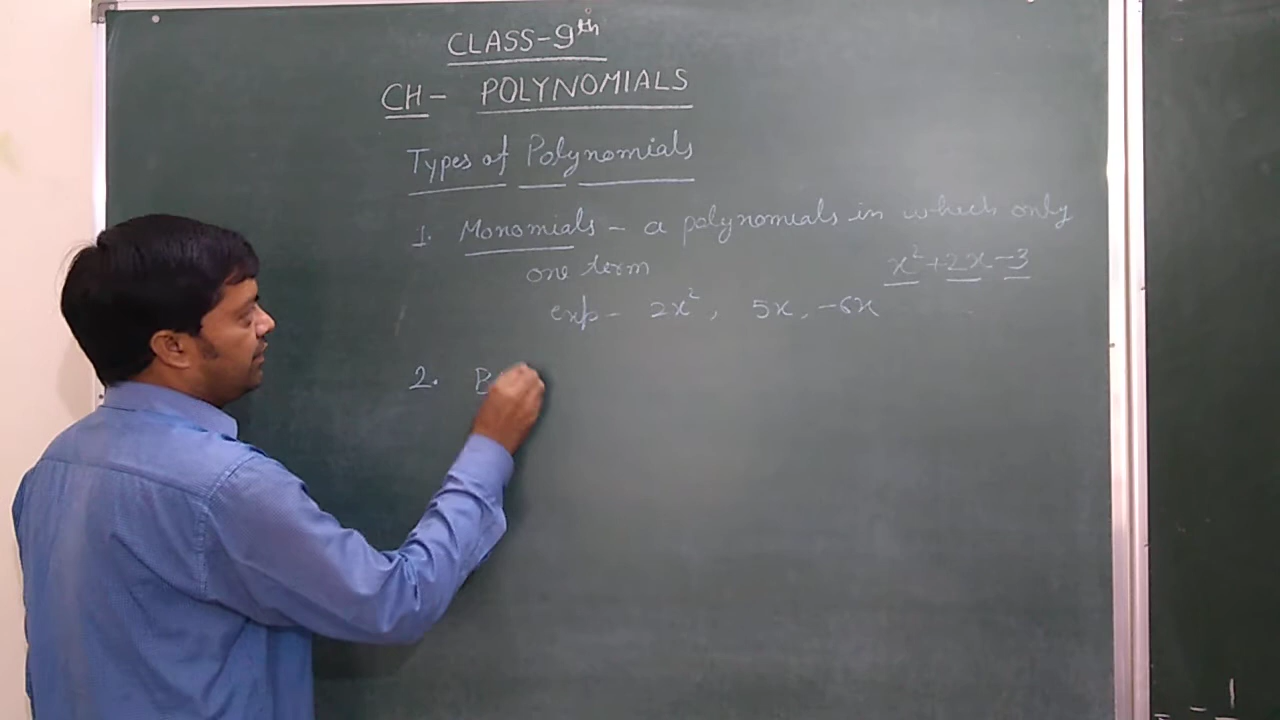 CLASS-9th
CH- POLYNOMIALS
Types of Polynomials
1. Monomials - a polynomials in which only
one term
x²+2x-3
exp- 2x², 5x, -6x
2. B